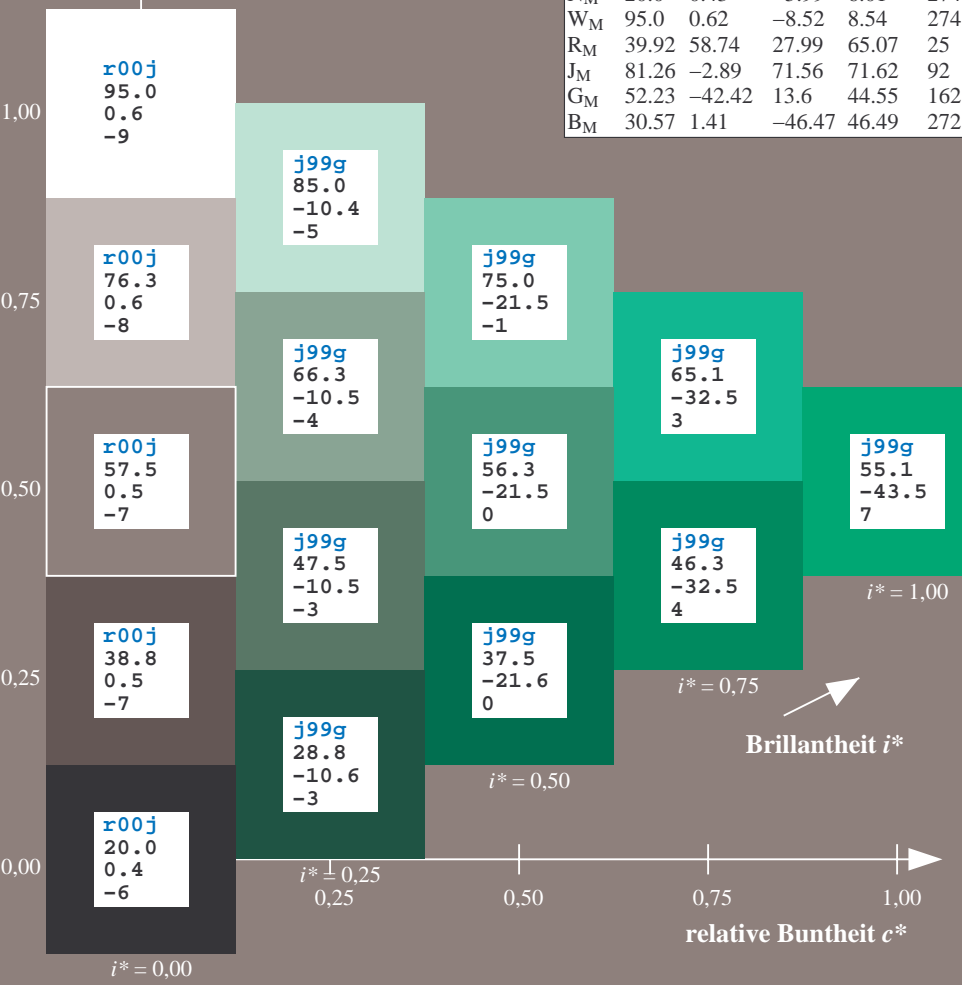 W_M 95.0 0.62 –8.52 8.54 274
R_M 39.92 58.74 27.99 65.07 25
J_M 81.26 –2.89 71.56 71.62 92
G_M 52.23 –42.42 13.6 44.55 162
B_M 30.57 1.41 –46.47 46.49 272
1,00
0,75
0,50
0,25
0,00
r00j
95.0
0.6
–9
r00j
76.3
0.6
–8
r00j
57.5
0.5
–7
r00j
38.8
0.5
–7
r00j
20.0
0.4
–6
i* = 0,00
j99g
85.0
–10.4
–5
j99g
66.3
–10.5
–4
j99g
47.5
–10.5
–3
j99g
28.8
–10.6
–3
i* = 0,25
j99g
75.0
–21.5
–1
j99g
56.3
–21.5
0
j99g
37.5
–21.6
0
i* = 0,50
j99g
65.1
–32.5
3
j99g
46.3
–32.5
4
i* = 0,75
j99g
55.1
–43.5
7
i* = 1,00
Brillantheit i*
0,25 0,50 0,75 1,00
relative Buntheit c*